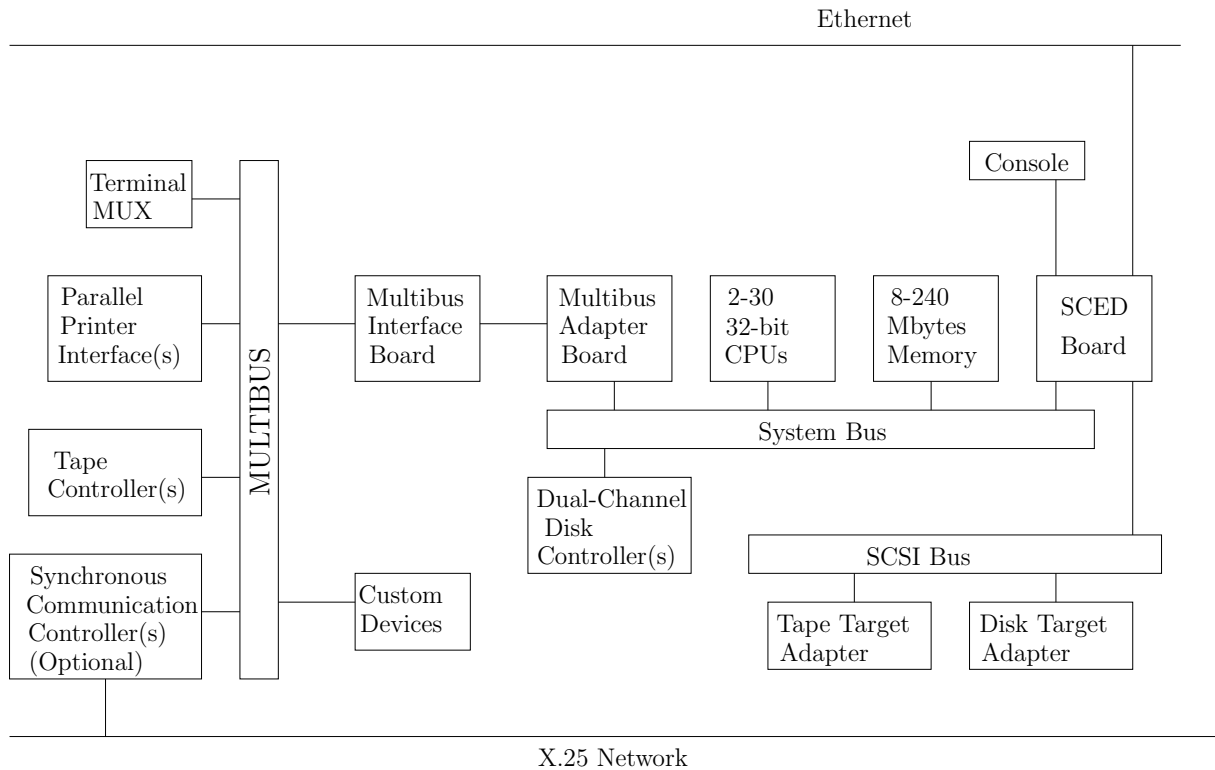 Ethernet
Console
Terminal
MUX
Parallel
Printer
Interface(s)
MULTIBUS
Multibus
Interface
Board
Multibus
Adapter
Board
2-30
32-bit
CPUs
8-240
Mbytes
Memory
SCED
Board
System Bus
Tape
Controller(s)
Dual-Channel
Disk
Controller(s)
SCSI Bus
Synchronous
Communication
Controller(s)
(Optional)
Custom
Devices
Tape Target
Adapter
Disk Target
Adapter
X.25 Network